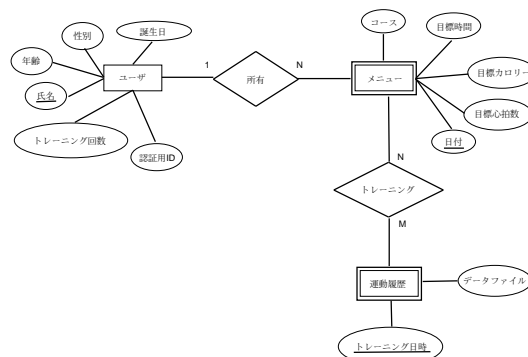 コース
目標時間
性別
誕生日
年齢
ユーザ
1
所有
N
メニュー
目標カロリー
氏名
目標心拍数
トレーニング回数
認証用ID
日付
N
トレーニング
M
運動履歴
データファイル
トレーニング日時